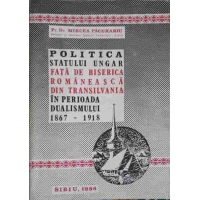 Pr. Dr. MIRCEA PĂCURARIU
POLITICA
STATULUI UNGAR
FAȚĂ DE BISERICA
ROMÂNEASCĂ
DIN TRANSILVANIA
ÎN PERIOADA
DUALISMULUI
1867 - 1918
SIBIU, 1986